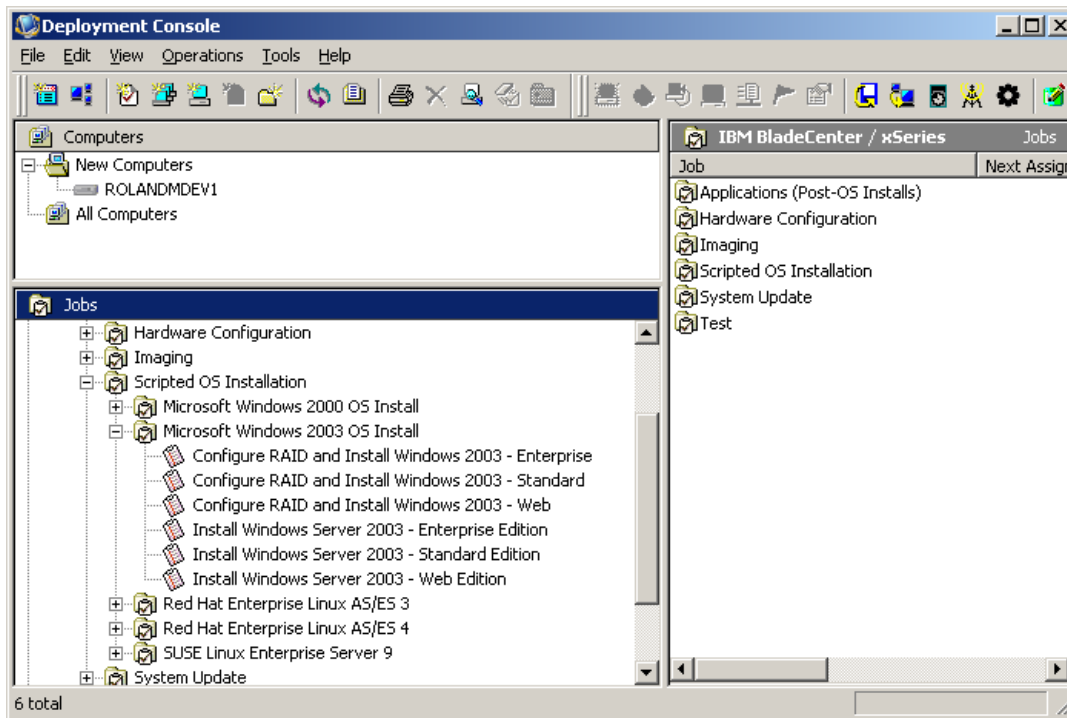 Deployment Console
File Edit View Operations Tools Help
Computers
New Computers
ROLANDMDEV1
All Computers
Jobs
Hardware Configuration
Imaging
Scripted OS Installation
Microsoft Windows 2000 OS Install
Microsoft Windows 2003 OS Install
Configure RAID and Install Windows 2003 - Enterprise
Configure RAID and Install Windows 2003 - Standard
Configure RAID and Install Windows 2003 - Web
Install Windows Server 2003 - Enterprise Edition
Install Windows Server 2003 - Standard Edition
Install Windows Server 2003 - Web Edition
Red Hat Enterprise Linux AS/ES 3
Red Hat Enterprise Linux AS/ES 4
SUSE Linux Enterprise Server 9
System Update
IBM BladeCenter / xSeries Jobs
Job Next Assign
Applications (Post-OS Installs)
Hardware Configuration
Imaging
Scripted OS Installation
System Update
Test
6 total